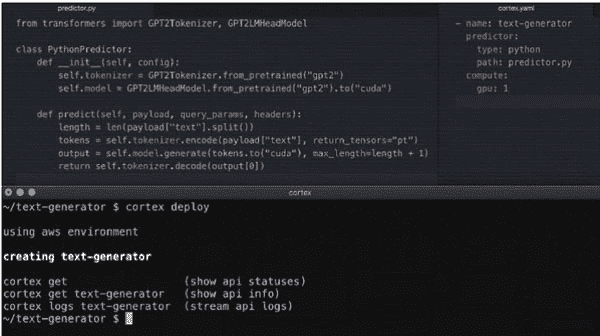 predictor.py
from transformers import GPT2Tokenizer, GPT2LMHeadModel
class PythonPredictor:
def __init__(self, config):
self.tokenizer = GPT2Tokenizer.from_pretrained("gpt2")
self.model = GPT2LMHeadModel.from_pretrained("gpt2").to("cuda")
def predict(self, payload, query_params, headers):
length = len(payload["text"].split())
tokens = self.tokenizer.encode(payload["text"], return_tensors="pt")
output = self.model.generate(tokens.to("cuda"), max_length=length + 1)
return self.tokenizer.decode(output[0])
cortex.yaml
- name: text-generator
predictor:
type: python
path: predictor.py
compute:
gpu: 1
cortex
~/text-generator $ cortex deploy
using aws environment
creating text-generator
cortex get (show api statuses)
cortex get text-generator (show api info)
cortex logs text-generator (stream api logs)
~/text-generator $